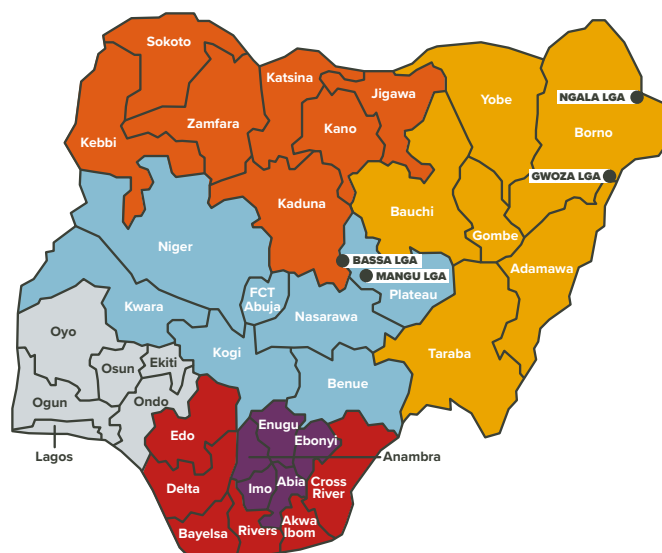 Sokoto
Katsina
Jigawa
Yobe
NGALA LGA
Zamfara
Kano
Borno
Kebbi
GWOZA LGA
Kaduna
Bauchi
Gombe
Niger
BASSA LGA
Adamawa
MANGU LGA
FCT
Abuja
Plateau
Kwara
Nasarawa
Oyo
Kogi
Taraba
Ekiti
Osun
Benue
Ogun
Ondo
Enugu
Edo
Ebonyi
Lagos
Anambra
Delta
Imo
Abia
Cross
River
Bayelsa
Rivers
Akwa
Ibom